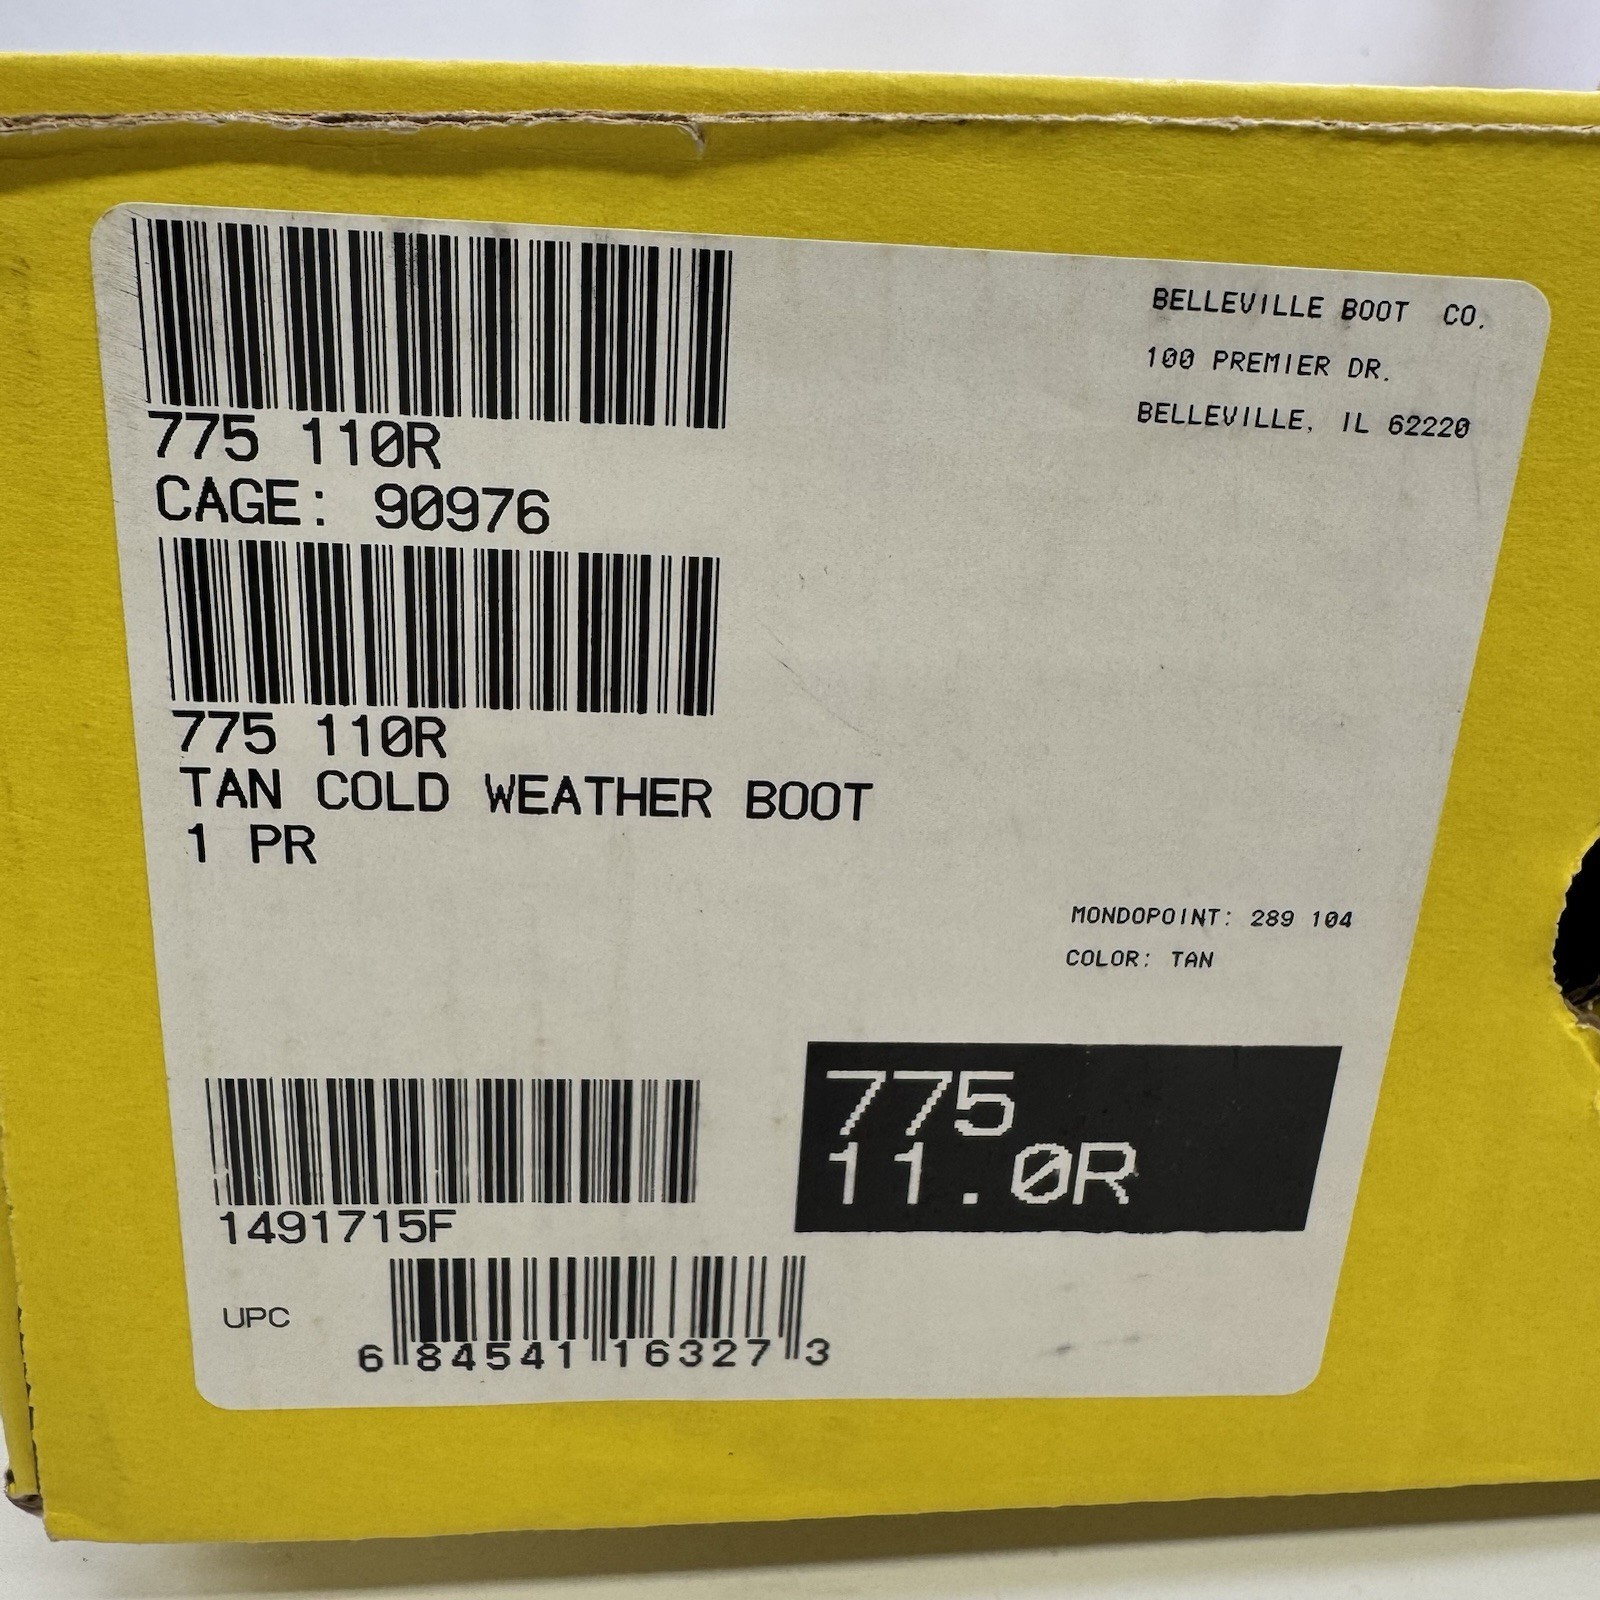 BELLEVILLE BOOT CO.
100 PREMIER DR.
BELLEVILLE, IL 62220
775 110R
CAGE: 90976
775 110R
TAN COLD WEATHER BOOT
1 PR
MONDOPOINT: 289 104
COLOR: TAN
775
11.0R
1491715F
UPC
6 84541 16327 3